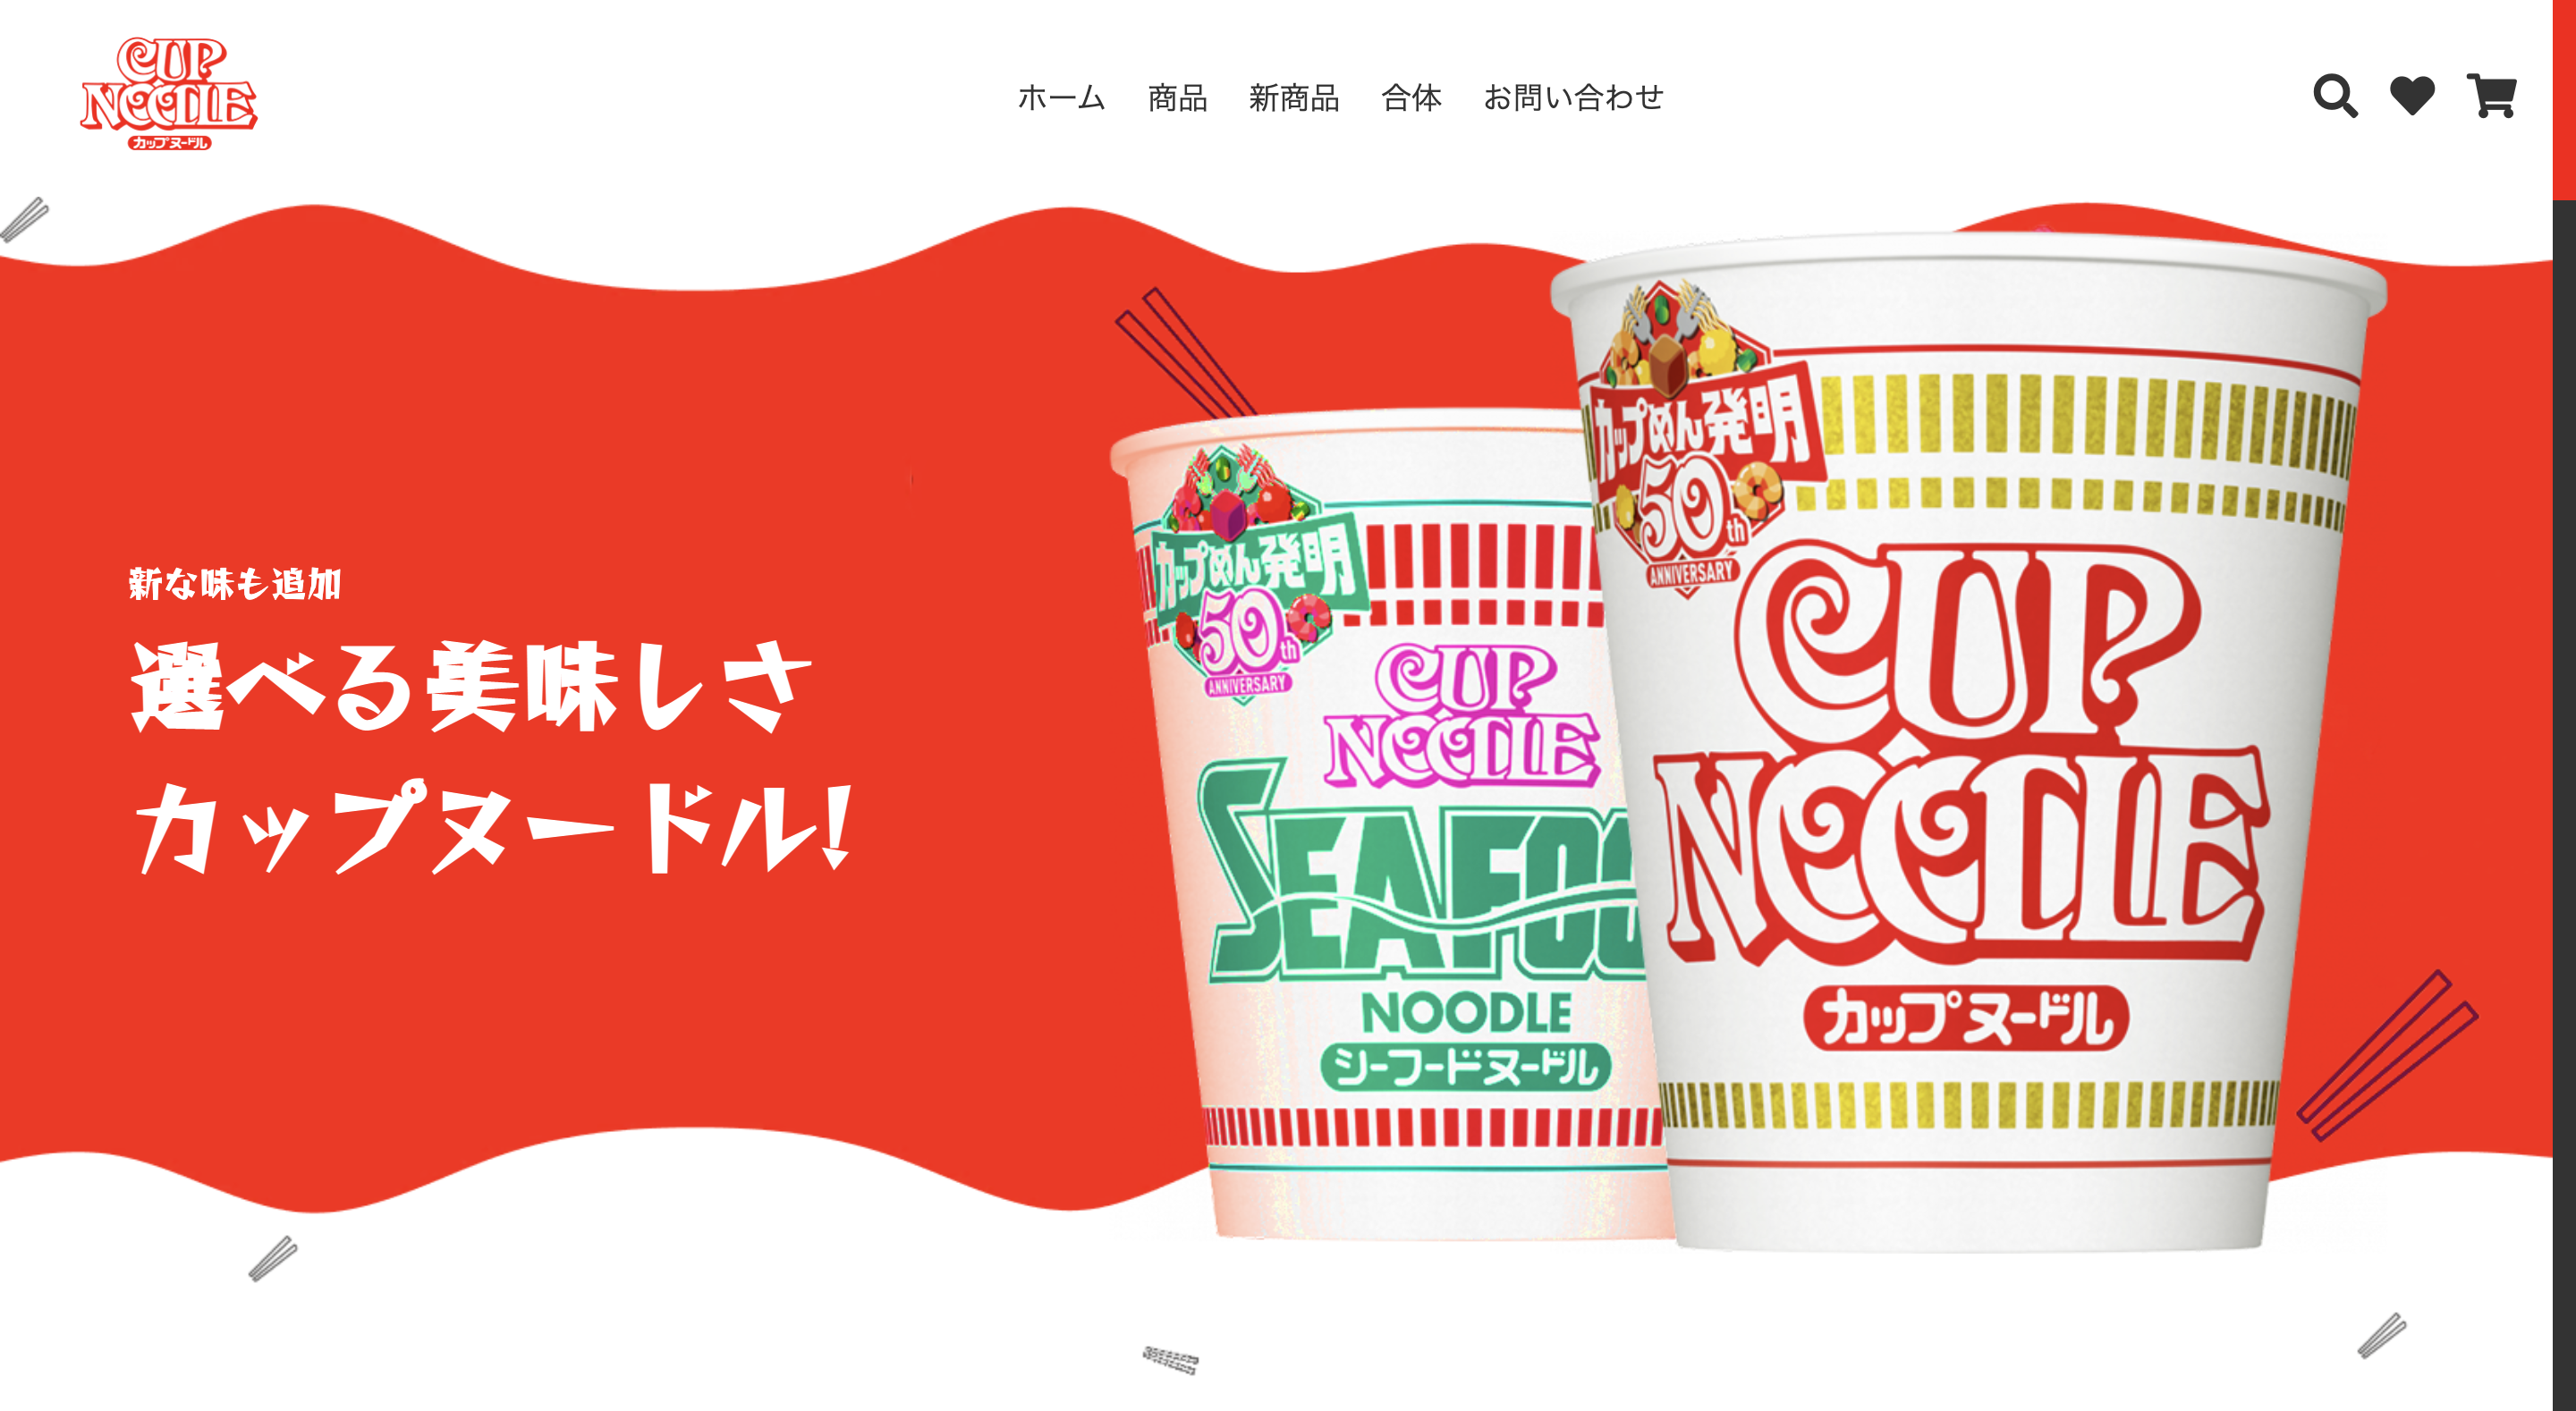 CUP
NOODLE
カップヌードル
ホーム 商品 新商品 合体 お問い合わせ
新な味も追加
選べる美味しさ
カップヌードル!
カップめん発明
50th
ANNIVERSARY
CUP
NOODLE
SEAFOO
NOODLE
シーフードヌードル
カップめん発明
50th
ANNIVERSARY
CUP
NOODLE
カップヌードル